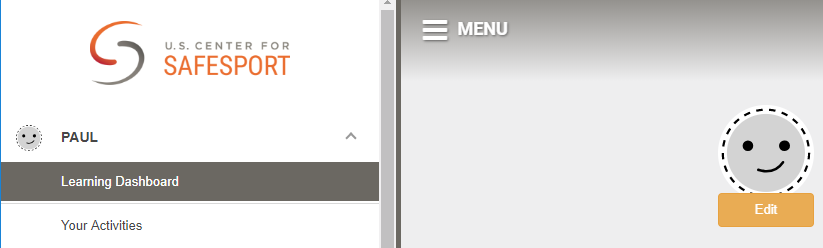 U.S. CENTER FOR
SAFESPORT
PAUL
Learning Dashboard
Your Activities
MENU
Edit